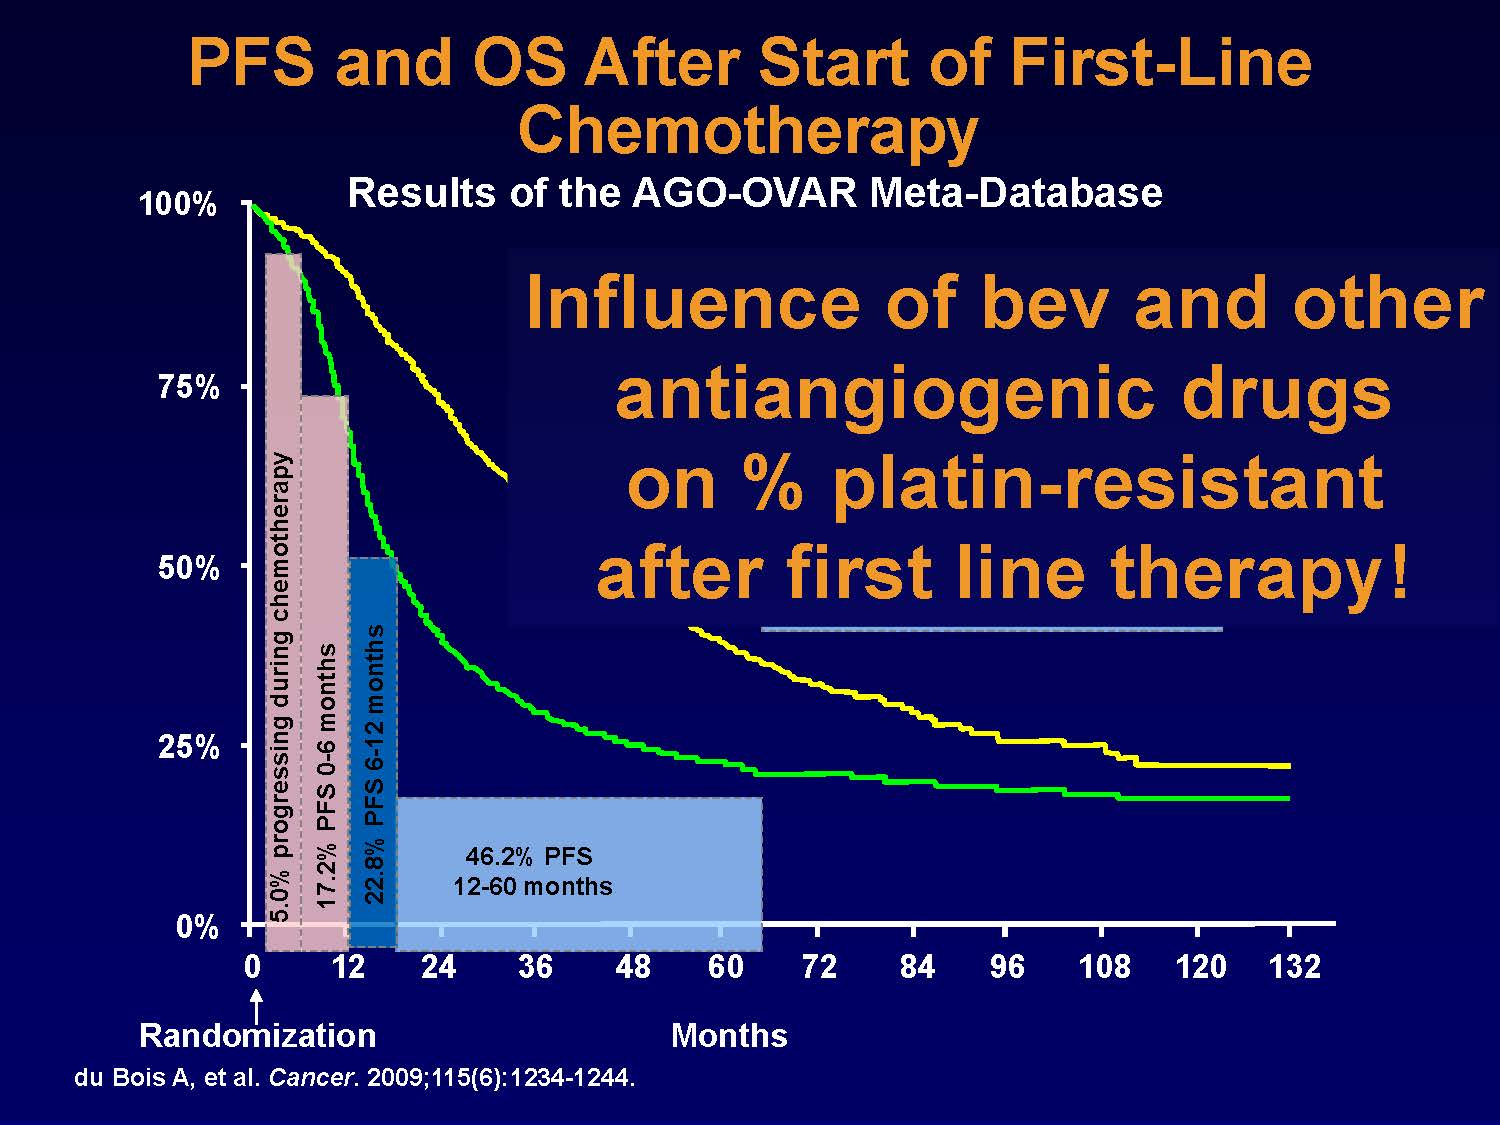 PFS and OS After Start of First-Line
Chemotherapy
Results of the AGO-OVAR Meta-Database
100%
75%
50%
25%
0%
Influence of bev and other
antiangiogenic drugs
on % platin-resistant
after first line therapy!
5.0% progressing during chemotherapy
17.2% PFS 0-6 months
22.8% PFS 6-12 months
46.2% PFS
12-60 months
0 12 24 36 48 60 72 84 96 108 120 132
Randomization
Months
du Bois A, et al. Cancer. 2009;115(6):1234-1244.